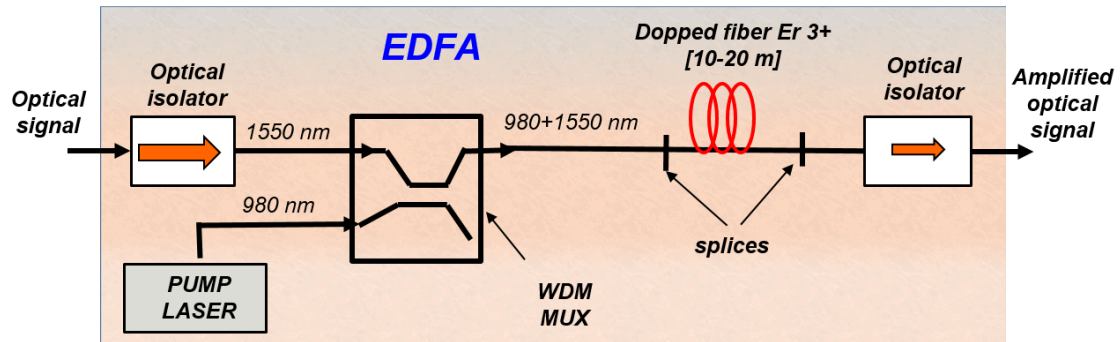 EDFA
Optical
signal
Optical
isolator
1550 nm
980 nm
PUMP
LASER
WDM
MUX
980+1550 nm
Dopped fiber Er 3+
[10-20 m]
splices
Optical
isolator
Amplified
optical
signal